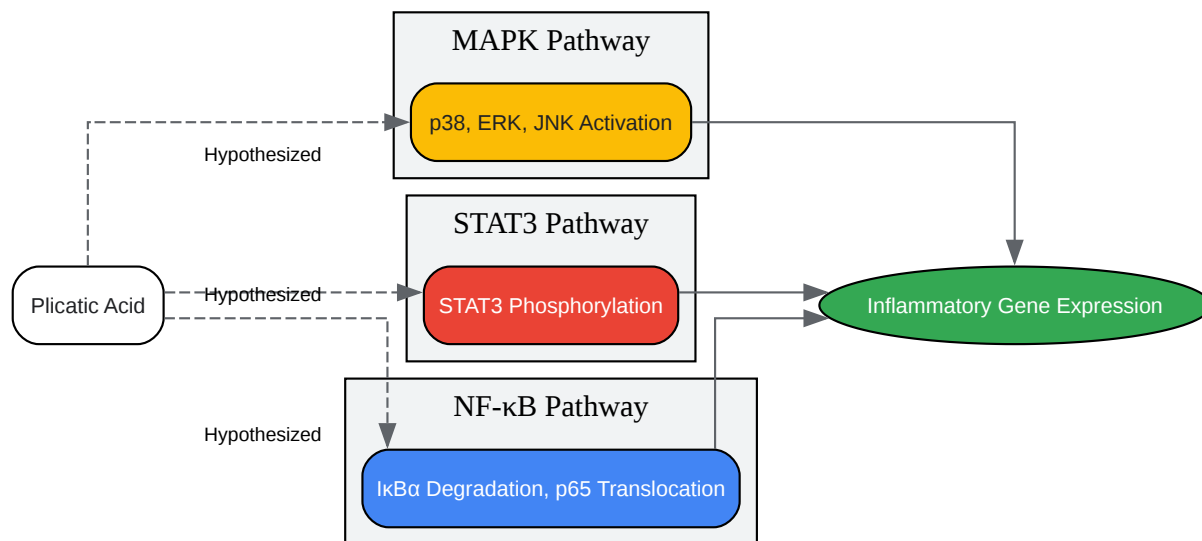 MAPK Pathway
p38, ERK, JNK Activation
Hypothesized
STAT3 Pathway
Plicatic Acid
Hypothesized
STAT3 Phosphorylation
Inflammatory Gene Expression
NF-κB Pathway
Hypothesized
IκBα Degradation, p65 Translocation